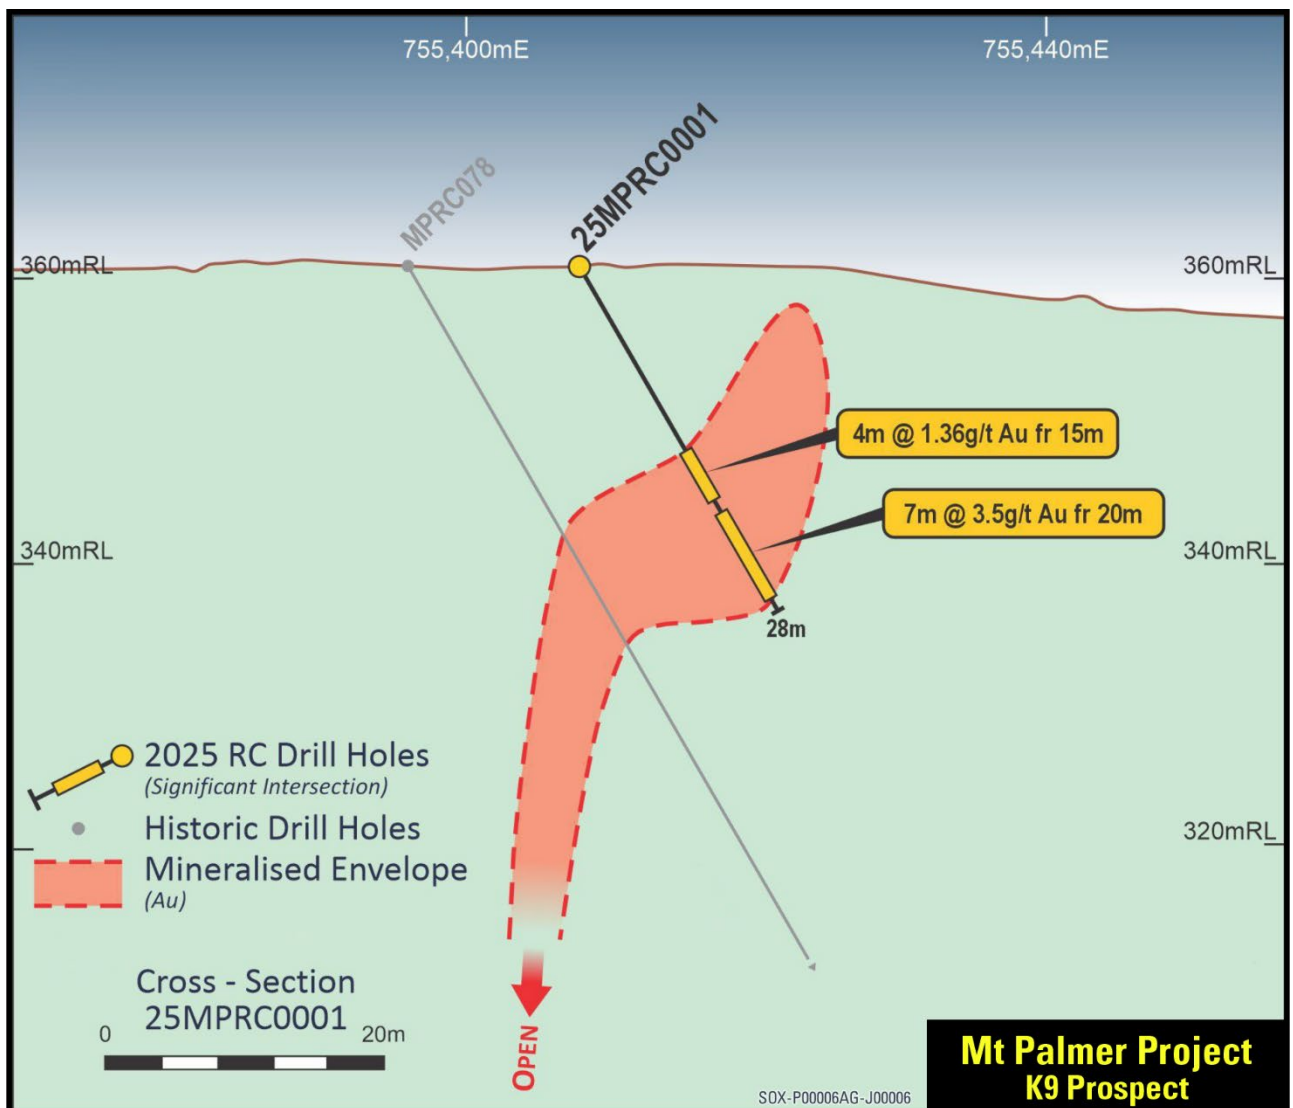 755,400mE
755,440mE
MPRC078
25MPRC0001
360mRL
360mRL
4m @ 1.36g/t Au fr 15m
7m @ 3.5g/t Au fr 20m
340mRL
340mRL
28m
2025 RC Drill Holes
(Significant Intersection)
Historic Drill Holes
320mRL
Mineralised Envelope
(Au)
Cross - Section
25MPRC0001
0 20m
OPEN
SOX-P00006AG-J00006
Mt Palmer Project
K9 Prospect